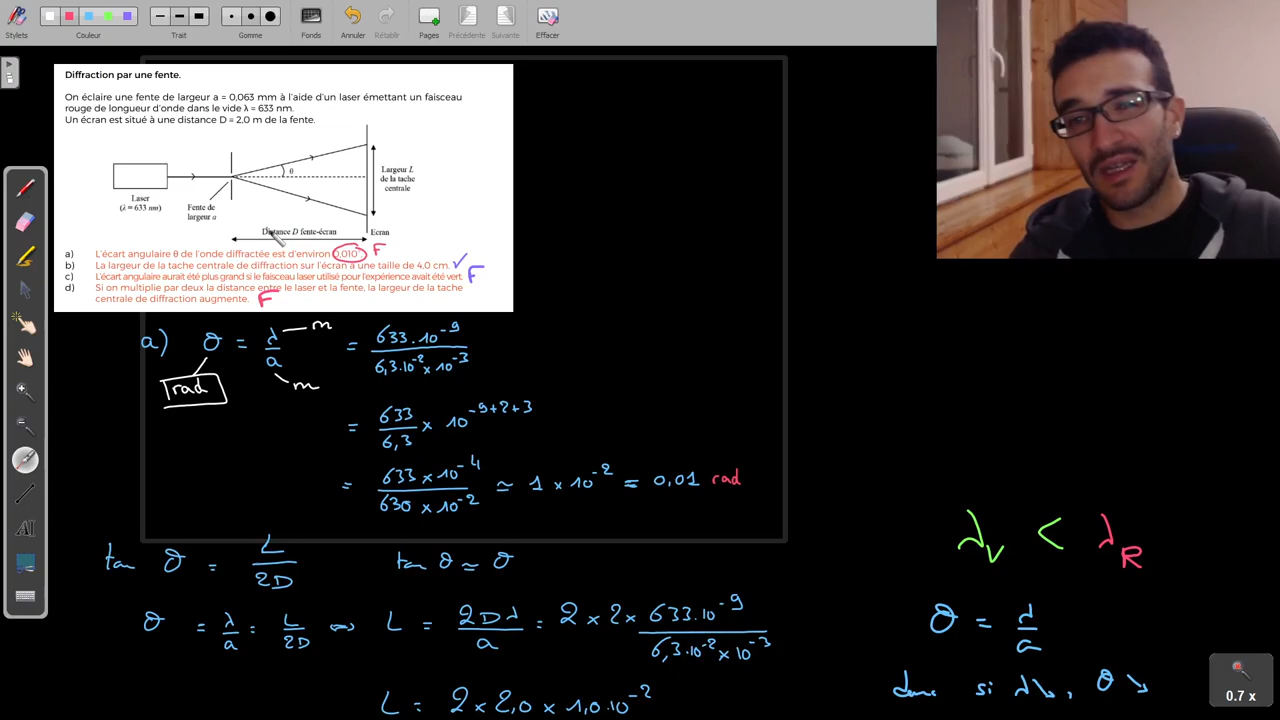 Stylets Couleur Trait Gomme Fonds Annuler Rétablir Pages Précédente Suivante Effacer
Diffraction par une fente.
On éclaire une fente de largeur a = 0,063 mm à l'aide d'un laser émettant un faisceau
rouge de longueur d'onde dans le vide λ = 633 nm.
Un écran est situé à une distance D = 2,0 m de la fente.
θ
Largeur L
de la tache
centrale
Laser
(λ = 633 nm)
Fente de
largeur a
Distance D fente-écran
Ecran
a) L'écart angulaire θ de l'onde diffractée est d'environ 0,010°. F
b) La largeur de la tache centrale de diffraction sur l'écran a une taille de 4,0 cm. ✓
c) L'écart angulaire aurait été plus grand si le faisceau laser utilisé pour l'expérience avait été vert. F
d) Si on multiplie par deux la distance entre le laser et la fente, la largeur de la tache
centrale de diffraction augmente. F
a) θ = λ/a = 633.10^-9 / 6,3.10^-2 × 10^-3
m
m
rad
= 633/6,3 × 10^-9+2+3
= 633 × 10^-4 / 630 × 10^-2 ≃ 1 × 10^-2 = 0,01 rad
tan θ = L/2D tan θ ≃ θ
θ = λ/a = L/2D ⇔ L = 2Dλ/a = 2 × 2 × 633.10^-9 / 6,3.10^-2 × 10^-3
L = 2 × 2,0 × 1,0.10^-2
λV < λR
θ = λ/a
donc si λ↘, θ↘
0.7 x